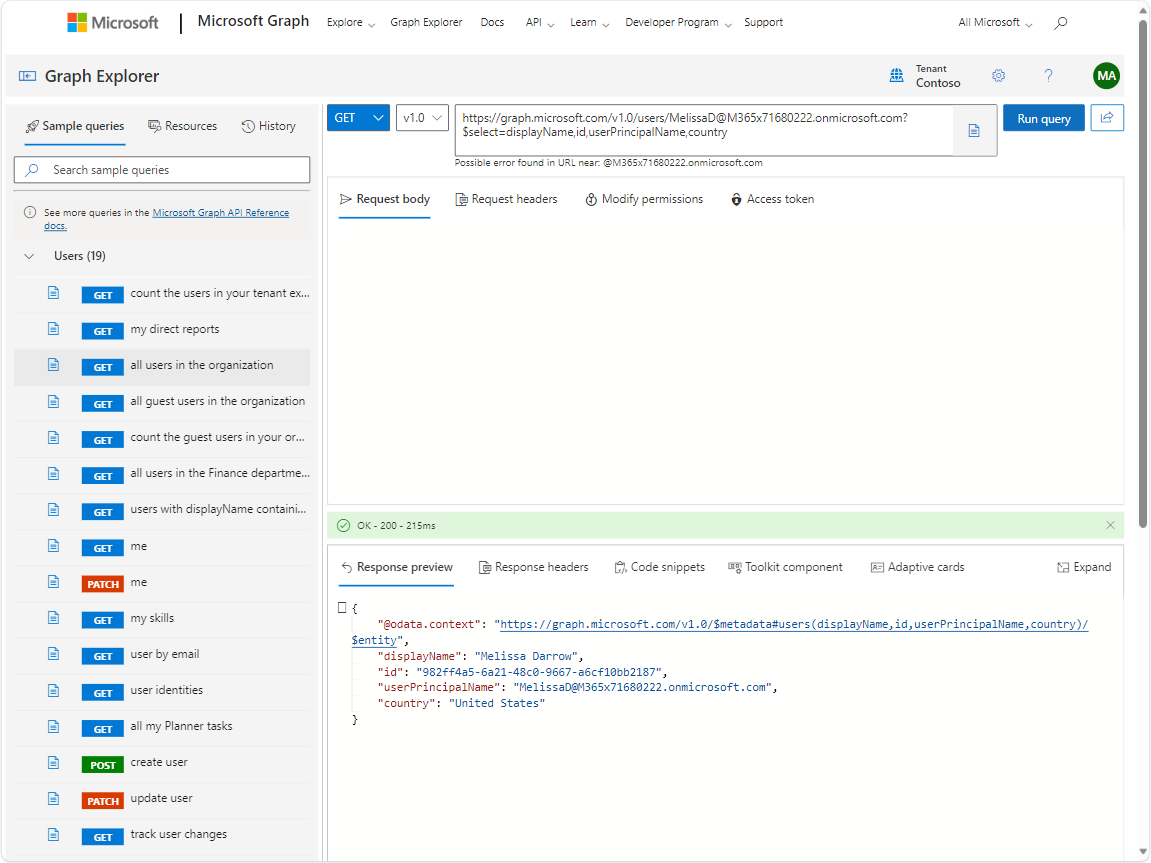 Microsoft | Microsoft Graph Explore Graph Explorer Docs API Learn Developer Program Support All Microsoft
Graph Explorer
Tenant
Contoso
MA
Sample queries Resources History
Search sample queries
See more queries in the Microsoft Graph API Reference
docs.
Users (19)
GET count the users in your tenant ex...
GET my direct reports
GET all users in the organization
GET all guest users in the organization
GET count the guest users in your or...
GET all users in the Finance departme...
GET users with displayName containi...
GET me
PATCH me
GET my skills
GET user by email
GET user identities
GET all my Planner tasks
POST create user
PATCH update user
GET track user changes
GET v1.0
https://graph.microsoft.com/v1.0/users/MelissaD@M365x71680222.onmicrosoft.com?
$select=displayName,id,userPrincipalName,country
Run query
Possible error found in URL near: @M365x71680222.onmicrosoft.com
Request body Request headers Modify permissions Access token
OK - 200 - 215ms
Response preview Response headers Code snippets Toolkit component Adaptive cards Expand
{
"@odata.context": "https://graph.microsoft.com/v1.0/$metadata#users(displayName,id,userPrincipalName,country)/
$entity",
"displayName": "Melissa Darrow",
"id": "982ff4a5-6a21-48c0-9667-a6cf10bb2187",
"userPrincipalName": "MelissaD@M365x71680222.onmicrosoft.com",
"country": "United States"
}